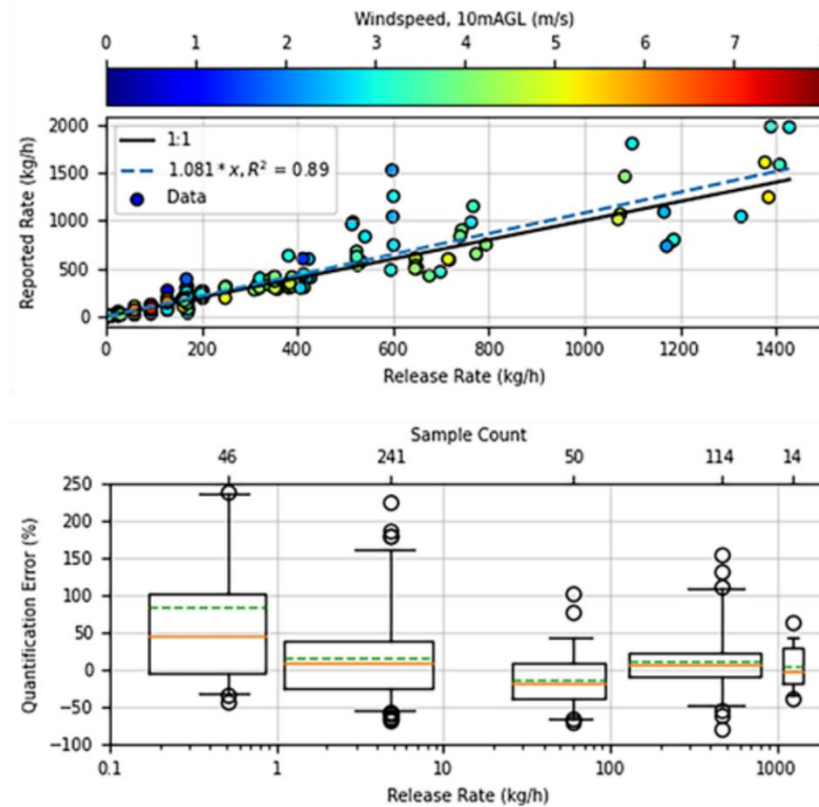 Windspeed, 10mAGL (m/s)
0 1 2 3 4 5 6 7
2000
1500
1000
500
0
Reported Rate (kg/h)
1:1
1.081 * x, R² = 0.89
Data
0 200 400 600 800 1000 1200 1400
Release Rate (kg/h)
Sample Count
46 241 50 114 14
250
200
150
100
50
0
−50
−100
Quantification Error (%)
0.1 1 10 100 1000
Release Rate (kg/h)